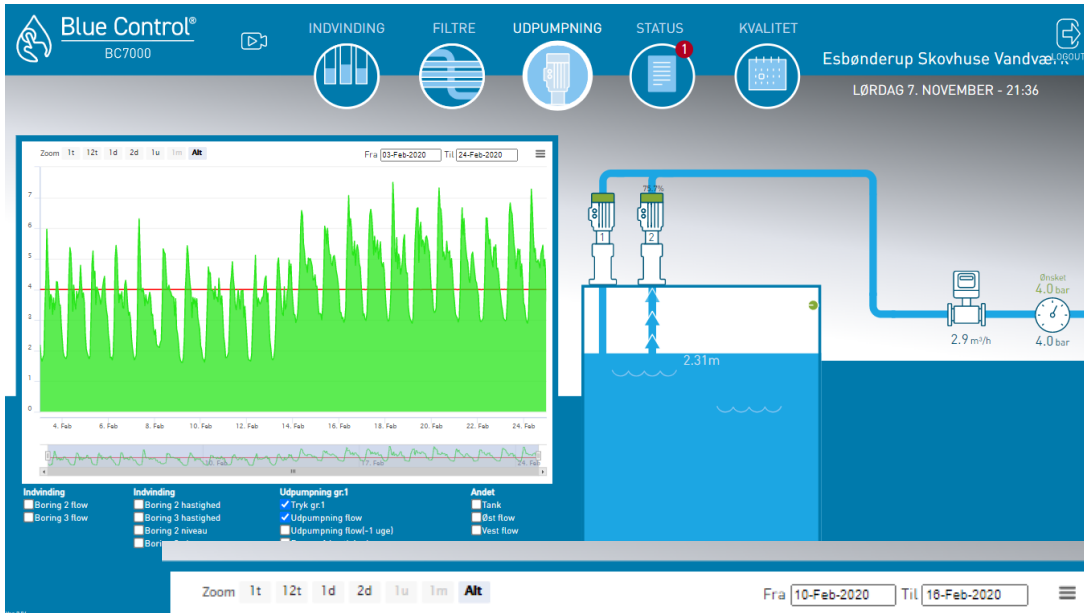 Blue Control®
BC7000
INDVINDING
FILTRE
UDPUMPNING
STATUS
1
KVALITET
LOGOUT
Esbønderup Skovhuse
LØRDAG 7. NOVEMBER - 21:36
Zoom 1t 12t 1d 2d 1u 1m Alt
Fra 03-Feb-2020 Til 24-Feb-2020
7
6
5
4
3
2
1
0
4. Feb 6. Feb 8. Feb 10. Feb 12. Feb 14. Feb 16. Feb 18. Feb 20. Feb 22. Feb 24. Feb
10. Feb 17. Feb 24. Feb
75.7%
1
2
2.31m
2.9 m³/h
Ønsket
4.0 bar
4.0 bar
Indvinding
Boring 2 flow
Boring 3 flow
Indvinding
Boring 2 hastighed
Boring 3 hastighed
Boring 2 niveau
Udpumpning gr.1
Tryk gr.1
Udpumpning flow
Udpumpning flow(-1 uge)
Andet
Tank
Øst flow
Vest flow
Zoom 1t 12t 1d 2d 1u 1m Alt
Fra 10-Feb-2020 Til 16-Feb-2020